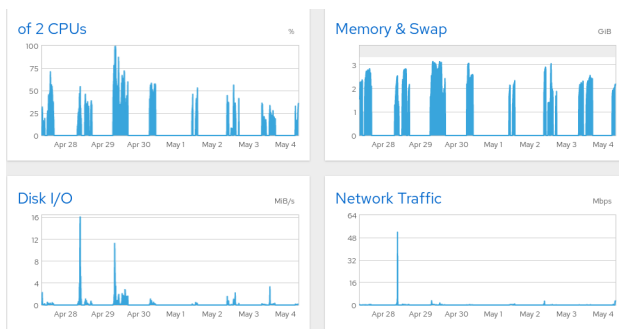 of 2 CPUs
%
100
75
50
25
0
Apr 28 Apr 29 Apr 30 May 1 May 2 May 3 May 4
Memory & Swap
GiB
3
2
1
0
Apr 28 Apr 29 Apr 30 May 1 May 2 May 3 May 4
Disk I/O
MiB/s
16
12
8
4
0
Apr 28 Apr 29 Apr 30 May 1 May 2 May 3 May 4
Network Traffic
Mbps
64
48
32
16
0
Apr 28 Apr 29 Apr 30 May 1 May 2 May 3 May 4